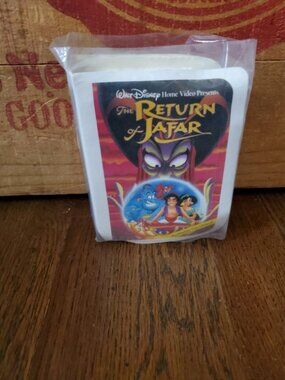 Ne
GOO
Walt Disney Home Video Presents
THE RETURN
of JAFAR